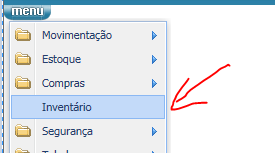 menu
Movimentação
Estoque
Compras
Inventário
Segurança